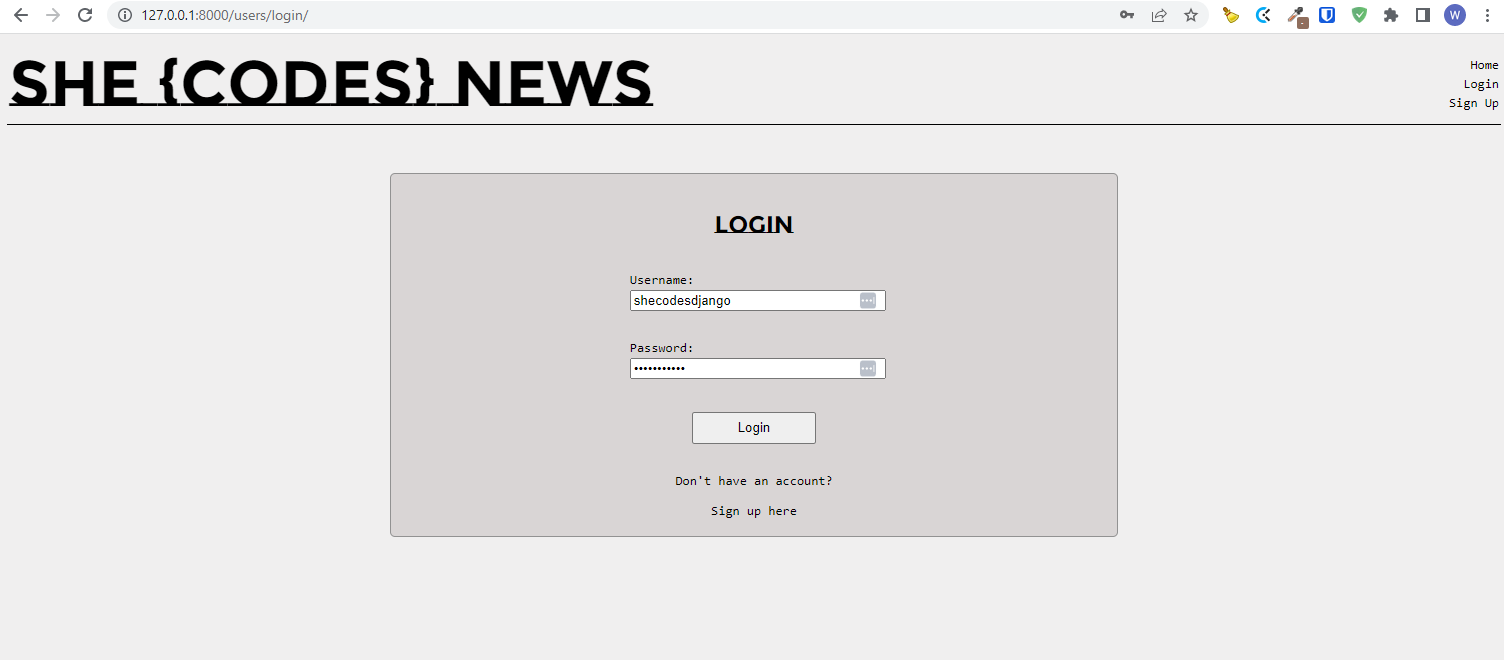 127.0.0.1:8000/users/login/
W
SHE {CODES} NEWS
Home
Login
Sign Up
LOGIN
Username:
shecodesdjango
Password:
•••••••••••
Login
Don't have an account?
Sign up here